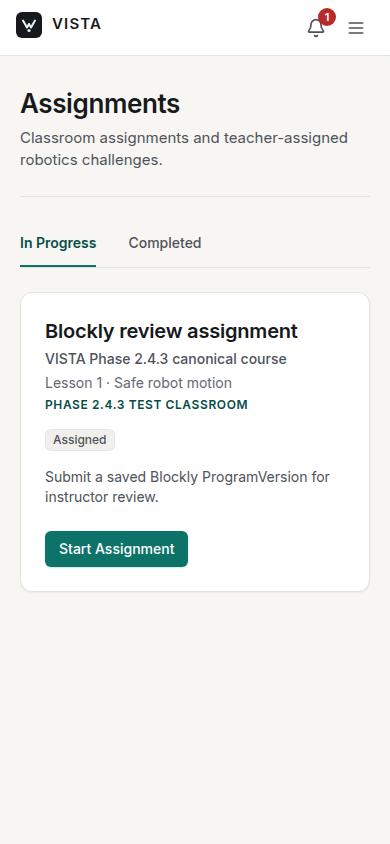 VISTA
1
Assignments
Classroom assignments and teacher-assigned
robotics challenges.
In Progress
Completed
Blockly review assignment
VISTA Phase 2.4.3 canonical course
Lesson 1 · Safe robot motion
PHASE 2.4.3 TEST CLASSROOM
Assigned
Submit a saved Blockly ProgramVersion for
instructor review.
Start Assignment